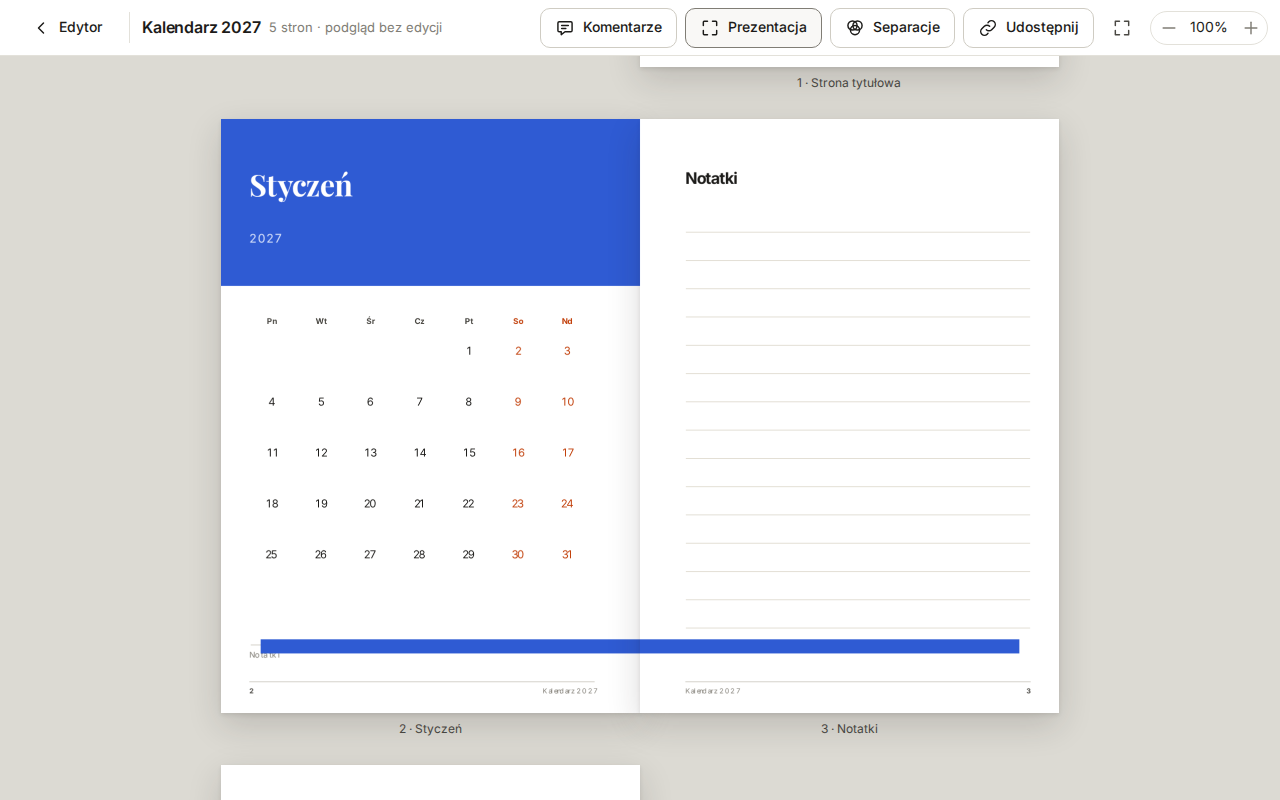 Edytor
Kalendarz 2027 5 stron · podgląd bez edycji
Komentarze
Prezentacja
Separacje
Udostępnij
100%
1 · Strona tytułowa
Styczeń
2027
Pn Wt Śr Cz Pt So Nd
1 2 3
4 5 6 7 8 9 10
11 12 13 14 15 16 17
18 19 20 21 22 23 24
25 26 27 28 29 30 31
Notatki
2 Kalendarz 2027
Notatki
Kalendarz 2027 3
2 · Styczeń
3 · Notatki